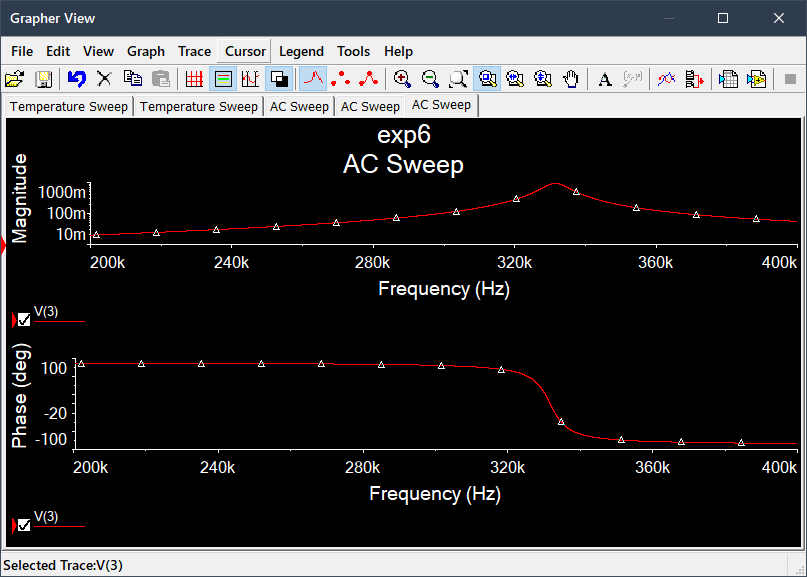 Grapher View
File Edit View Graph Trace Cursor Legend Tools Help
Temperature Sweep Temperature Sweep AC Sweep AC Sweep AC Sweep
exp6
AC Sweep
Magnitude
1000m
100m
10m
200k 240k 280k 320k 360k 400k
Frequency (Hz)
V(3)
Phase (deg)
100
-20
-100
200k 240k 280k 320k 360k 400k
Frequency (Hz)
V(3)
Selected Trace:V(3)